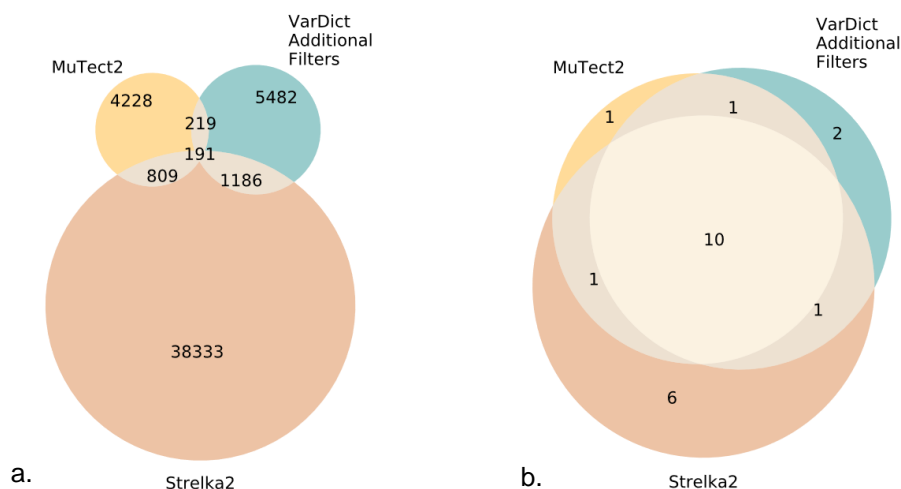 VarDict
Additional
Filters
MuTect2
4228
5482
219
191
809
1186
38333
a.
Strelka2
VarDict
Additional
Filters
MuTect2
1
1
2
10
1
1
6
b.
Strelka2